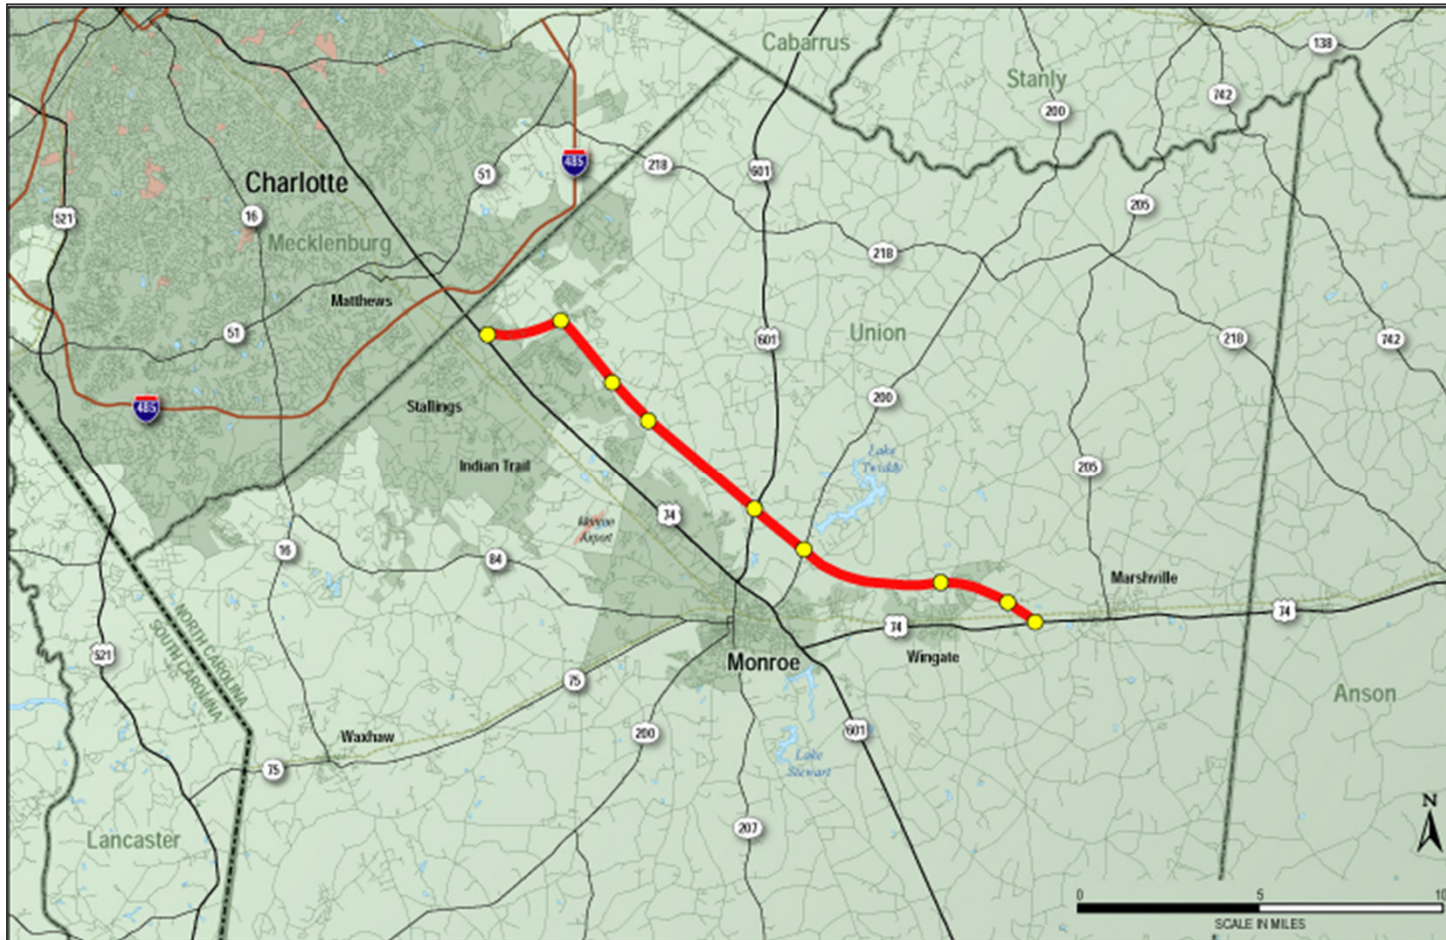 Cabarrus
138
Stanly
742
200
485
51
218
601
Charlotte
16
205
521
Mecklenburg
218
Matthews
51
Union
601
218
742
200
485
Stallings
Lake
Twiddy
Indian Trail
205
74
Monroe
Airport
16
84
Marshville
74
NORTH CAROLINA
SOUTH CAROLINA
74
521
Monroe
Wingate
75
Anson
Waxhaw
200
601
75
Lake
Stewart
N
207
Lancaster
0
5
10
SCALE IN MILES